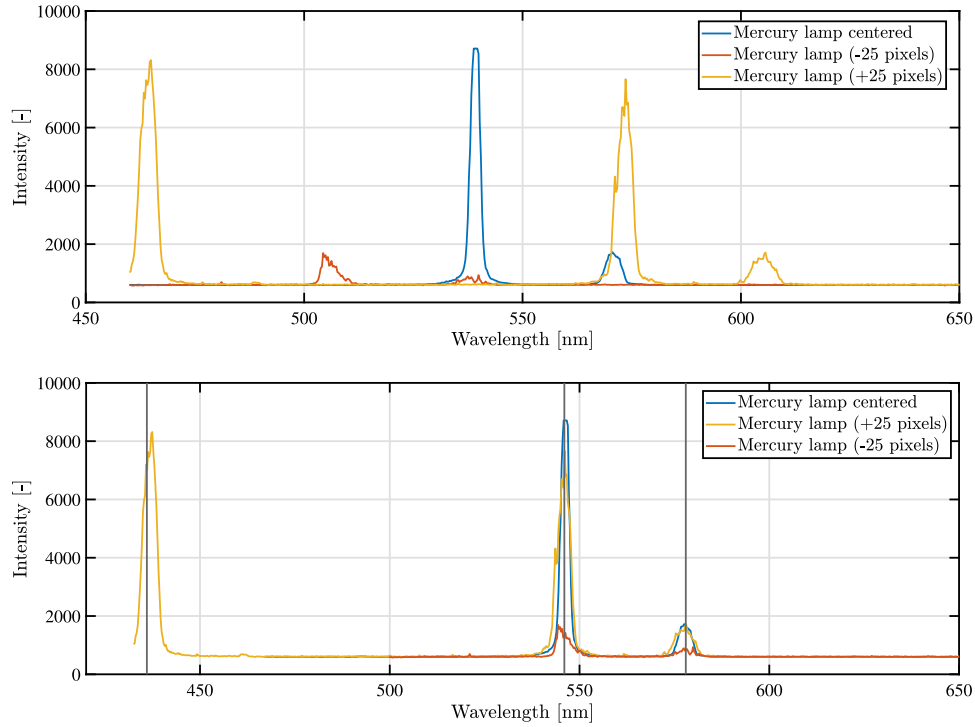 10000
8000
6000
4000
2000
0
Intensity [-]
450
500
550
600
650
Wavelength [nm]
Mercury lamp centered
Mercury lamp (-25 pixels)
Mercury lamp (+25 pixels)
10000
8000
6000
4000
2000
0
Intensity [-]
450
500
550
600
650
Wavelength [nm]
Mercury lamp centered
Mercury lamp (+25 pixels)
Mercury lamp (-25 pixels)